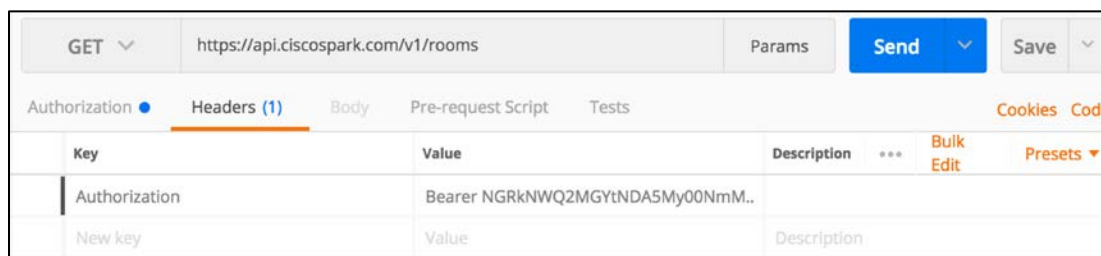 GET https://api.ciscospark.com/v1/rooms Params Send Save
Authorization Headers (1) Body Pre-request Script Tests Cookies Cod
Key Value Description ••• Bulk Edit Presets
Authorization Bearer NGRkNWQ2MGYtNDA5My00NmM..
New key Value Description